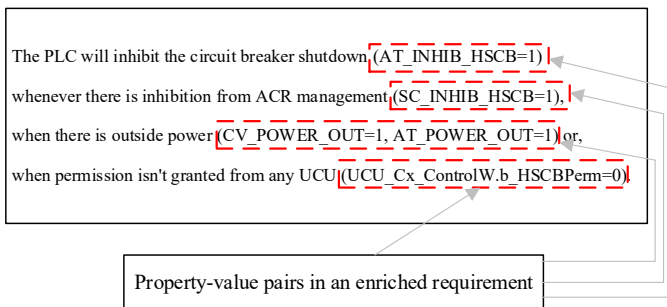 The PLC will inhibit the circuit breaker shutdown (AT_INHIB_HSCB=1)
whenever there is inhibition from ACR management (SC_INHIB_HSCB=1),
when there is outside power (CV_POWER_OUT=1, AT_POWER_OUT=1) or,
when permission isn't granted from any UCU (UCU_Cx_ControlW.b_HSCBPerm=0).
Property-value pairs in an enriched requirement